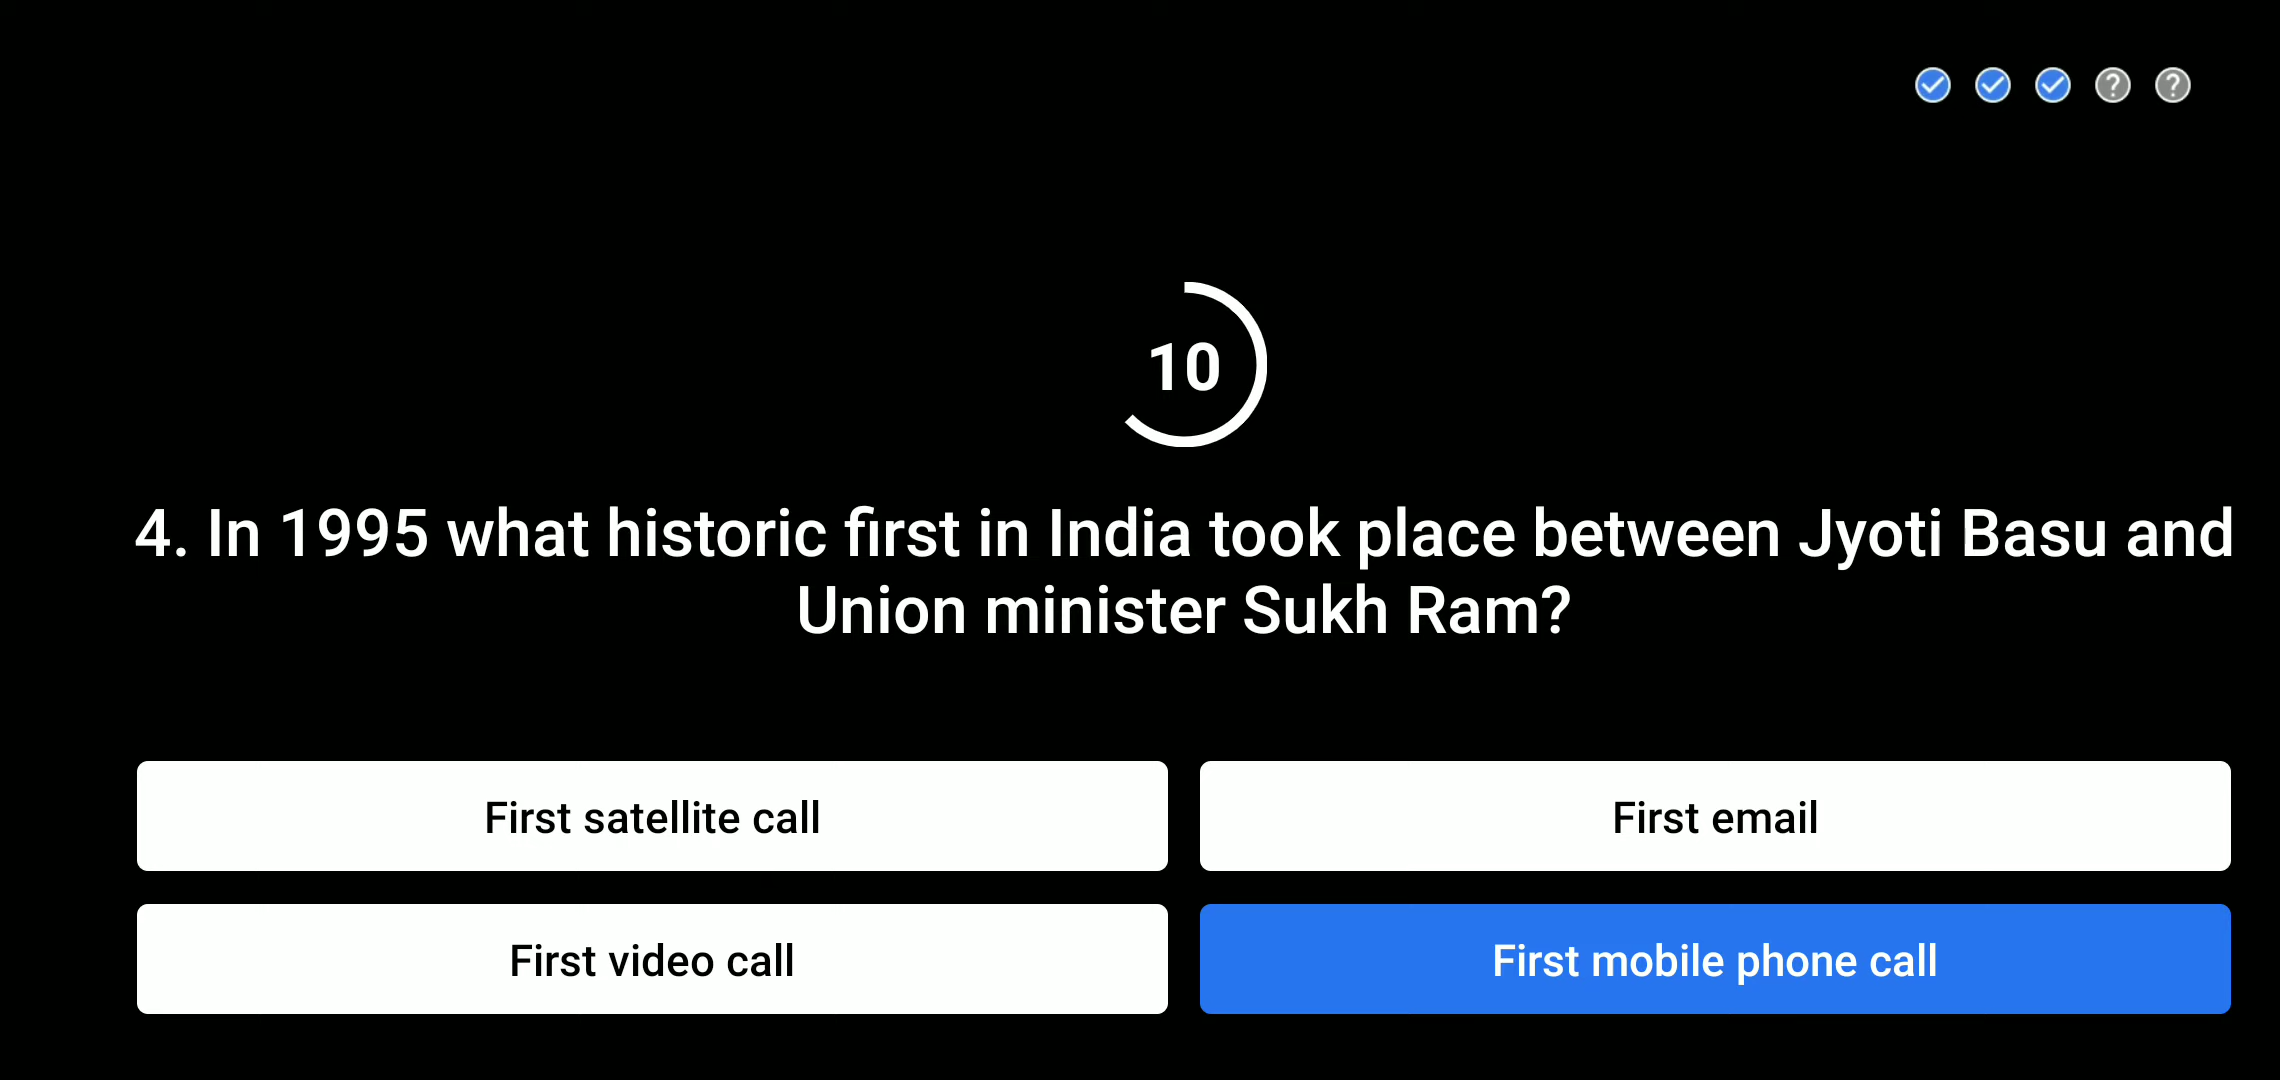 10
4. In 1995 what historic first in India took place between Jyoti Basu and
Union minister Sukh Ram?
First satellite call
First email
First video call
First mobile phone call